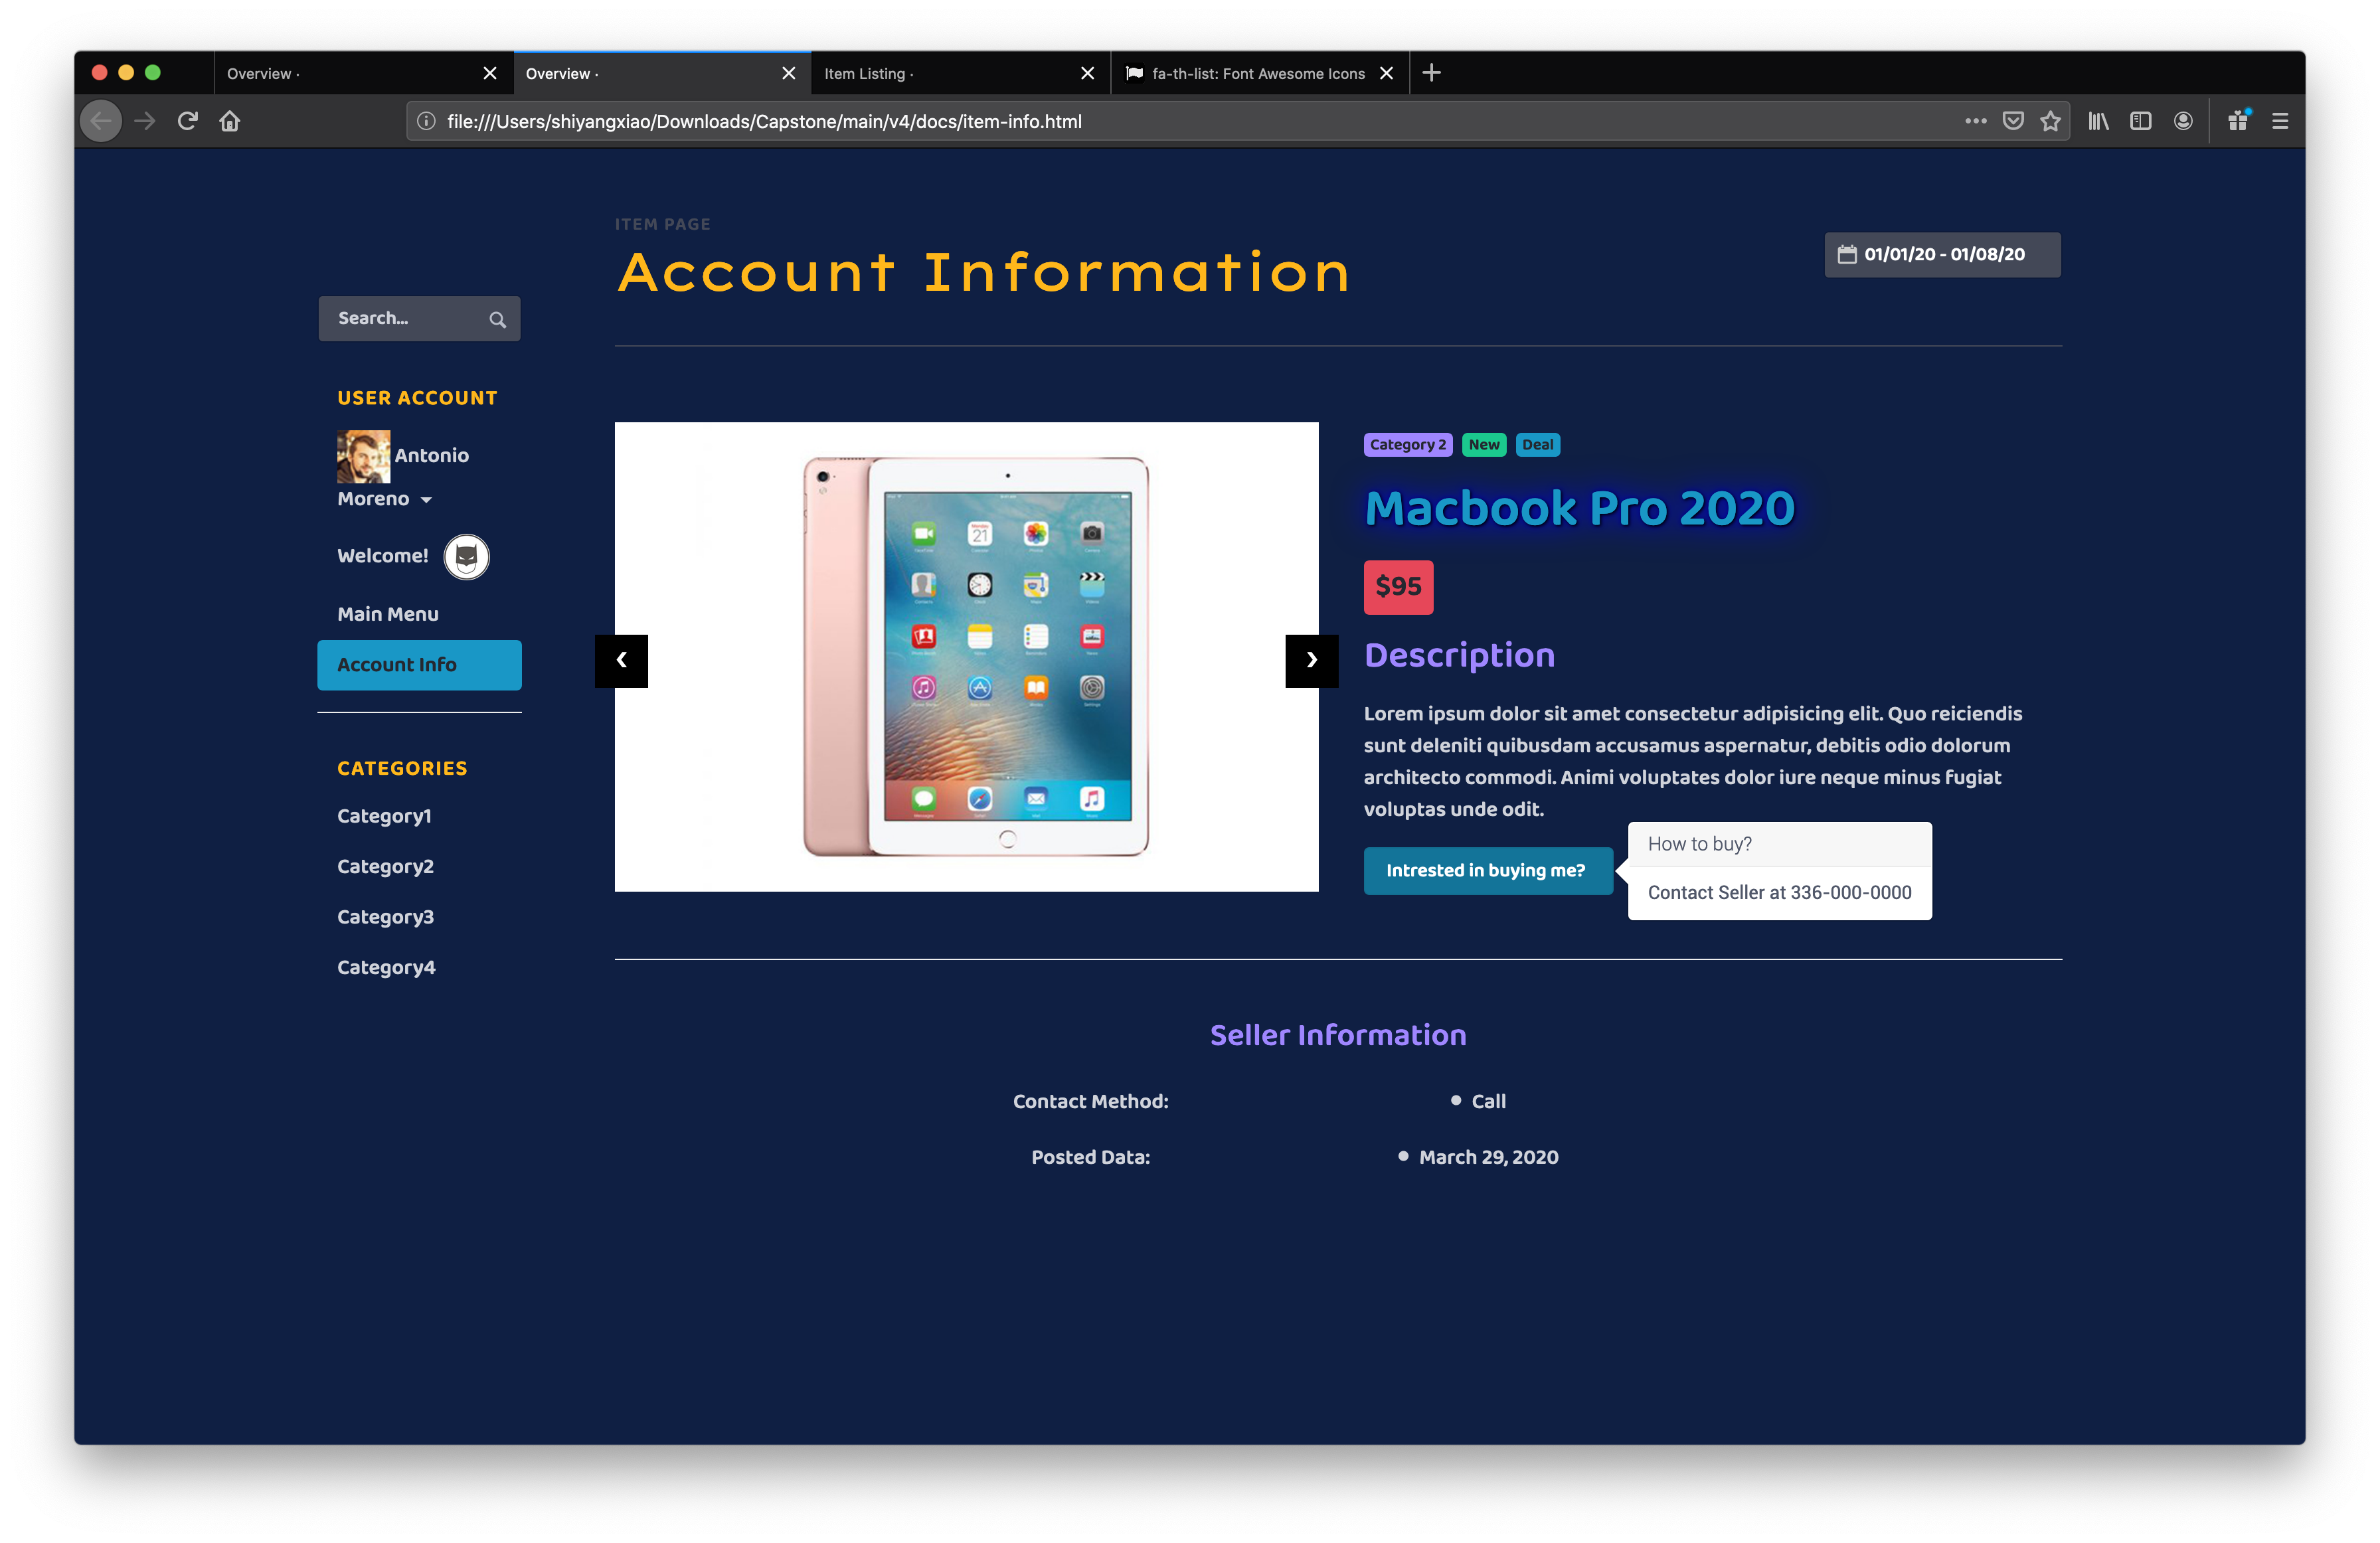 Overview ·
Overview ·
Item Listing ·
fa-th-list: Font Awesome Icons
file:///Users/shiyangxiao/Downloads/Capstone/main/v4/docs/item-info.html
ITEM PAGE
Account Information
01/01/20 - 01/08/20
Search...
USER ACCOUNT
Antonio
Moreno
Welcome!
Main Menu
Account Info
CATEGORIES
Category1
Category2
Category3
Category4
Category 2 New Deal
Macbook Pro 2020
$95
Description
Lorem ipsum dolor sit amet consectetur adipisicing elit. Quo reiciendis
sunt deleniti quibusdam accusamus aspernatur, debitis odio dolorum
architecto commodi. Animi voluptates dolor iure neque minus fugiat
voluptas unde odit.
Intrested in buying me?
How to buy?
Contact Seller at 336-000-0000
21
Seller Information
Contact Method:
Call
Posted Data:
March 29, 2020